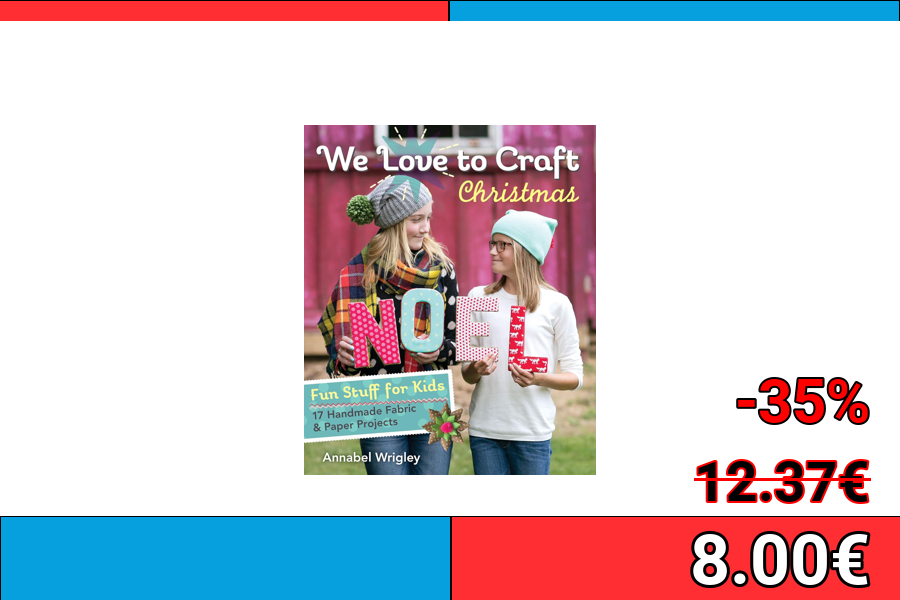 We Love to Craft
Christmas
NOEL
Fun Stuff for Kids
17 Handmade Fabric
& Paper Projects
Annabel Wrigley
-35%
12.37€
8.00€